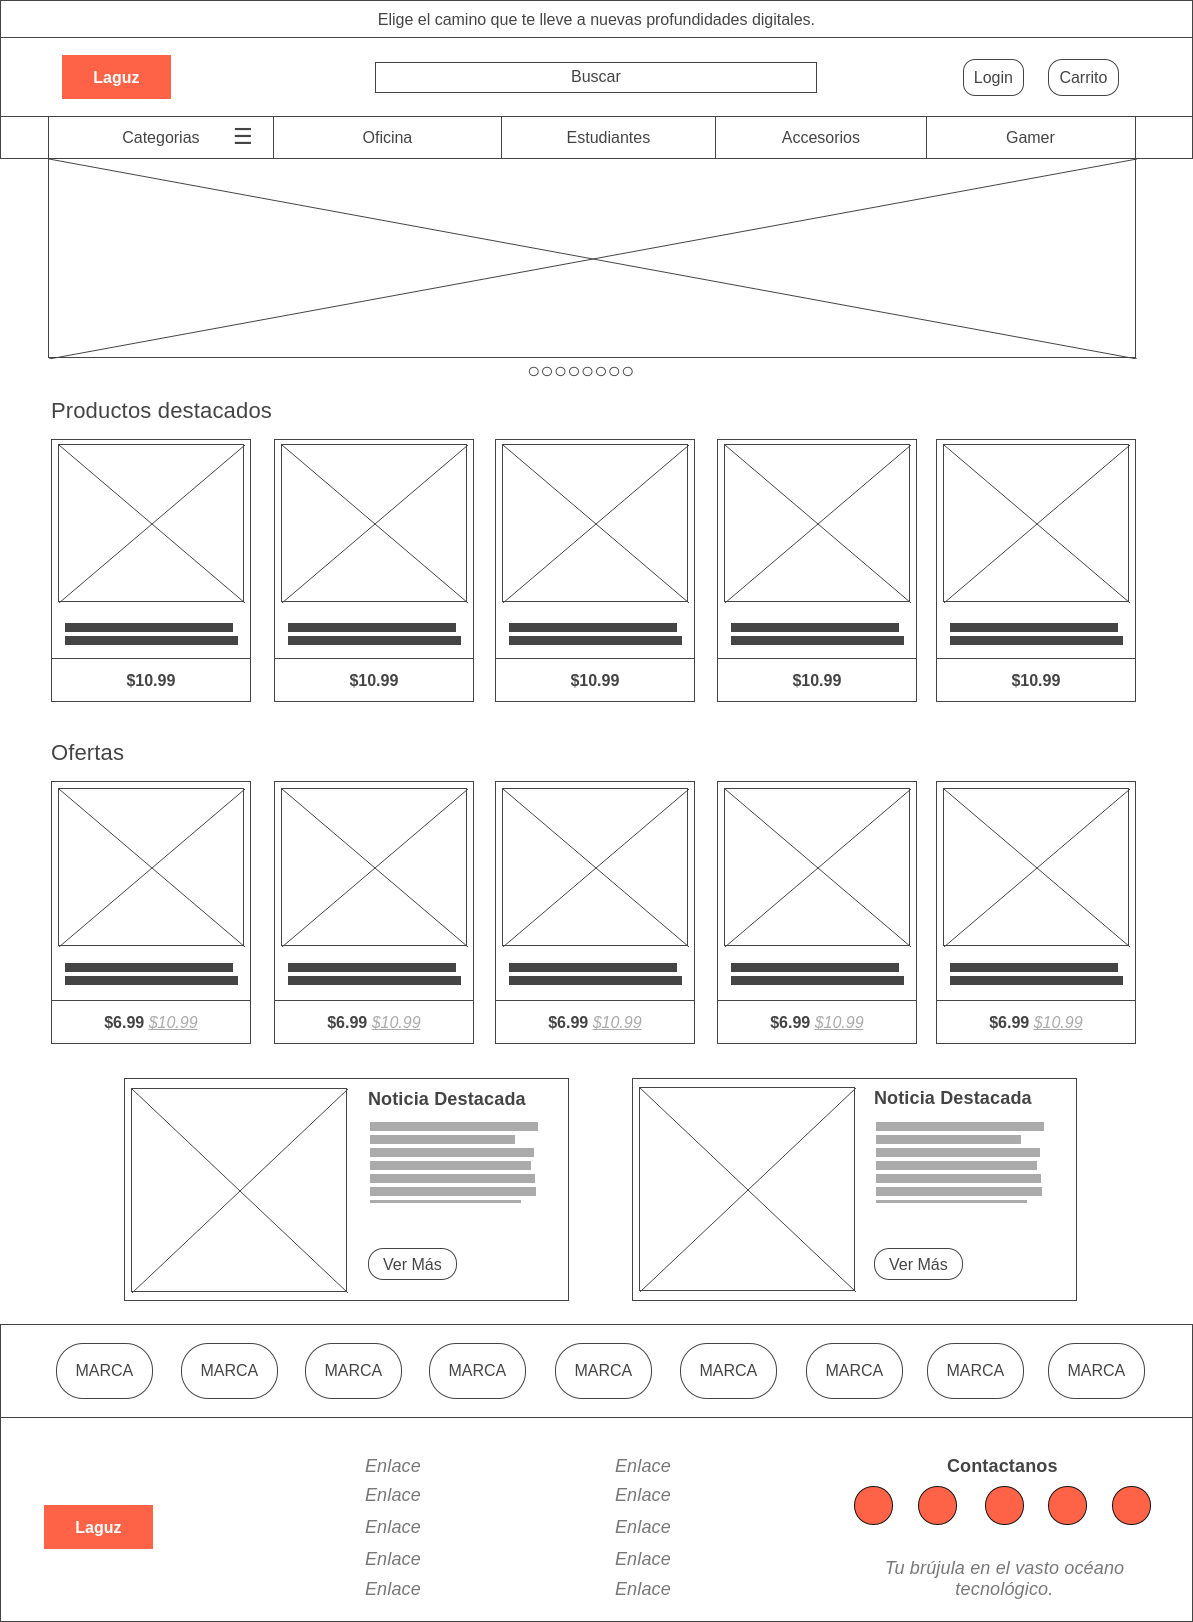 Elige el camino que te lleve a nuevas profundidades digitales.
Laguz
Buscar
Login
Carrito
Categorias ☰
Oficina
Estudiantes
Accesorios
Gamer
Productos destacados
$10.99
$10.99
$10.99
$10.99
$10.99
Ofertas
$6.99 $10.99
$6.99 $10.99
$6.99 $10.99
$6.99 $10.99
$6.99 $10.99
Noticia Destacada
Ver Más
Noticia Destacada
Ver Más
MARCA
MARCA
MARCA
MARCA
MARCA
MARCA
MARCA
MARCA
MARCA
Laguz
Enlace
Enlace
Enlace
Enlace
Enlace
Enlace
Enlace
Enlace
Enlace
Enlace
Contactanos
Tu brújula en el vasto océano
tecnológico.